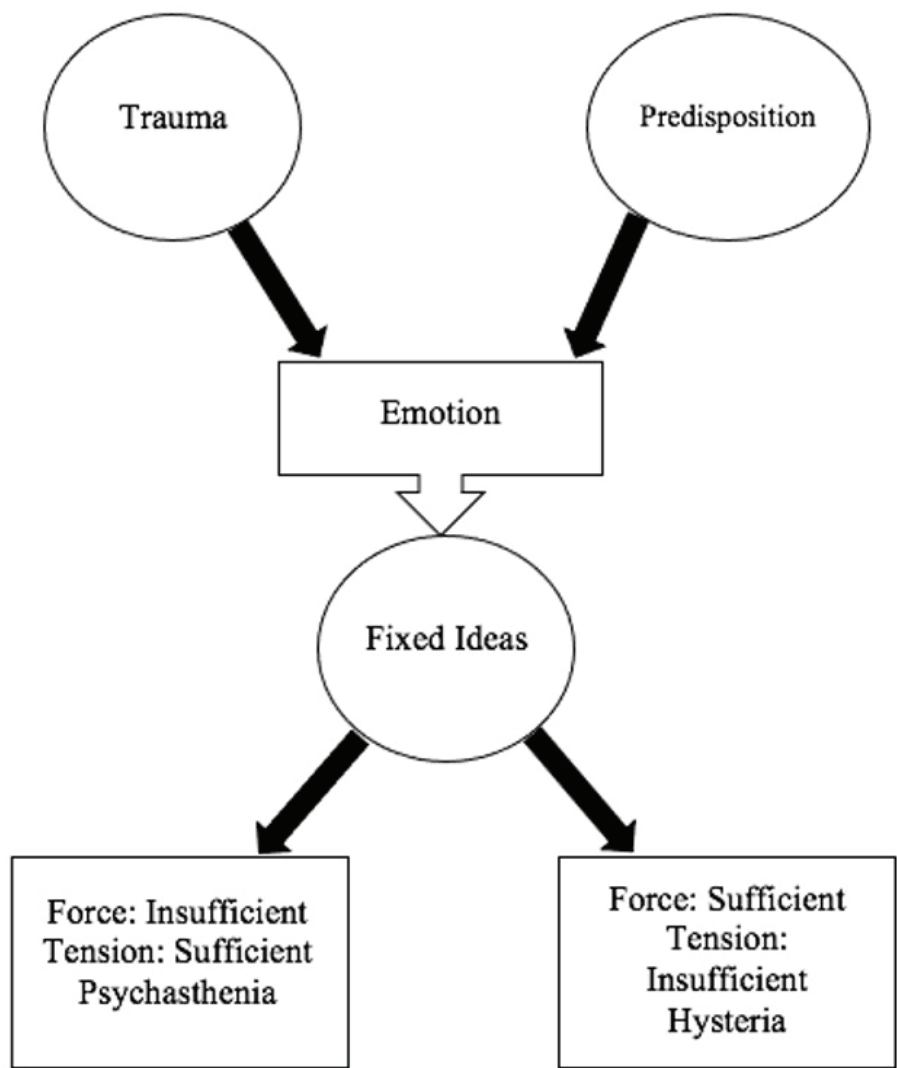 Trauma
Predisposition
Emotion
Fixed Ideas
Force: Insufficient
Tension: Sufficient
Psychasthenia
Force: Sufficient
Tension:
Insufficient
Hysteria